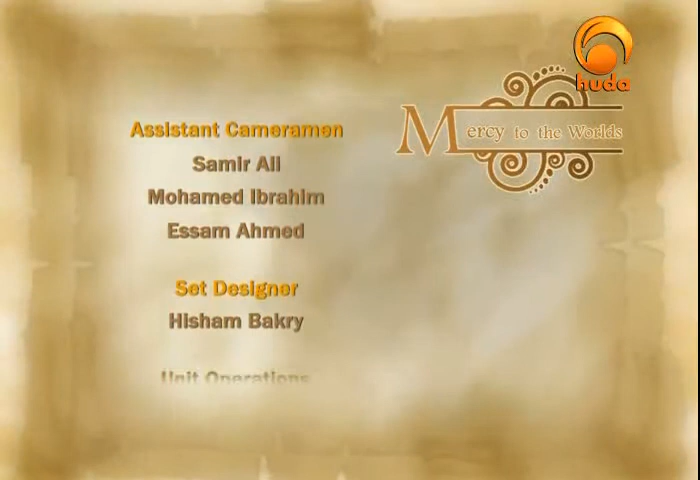 huda
Mercy to the Worlds
Assistant Cameramen
Samir Ali
Mohamed Ibrahim
Essam Ahmed
Set Designer
Hisham Bakry
Unit Operations